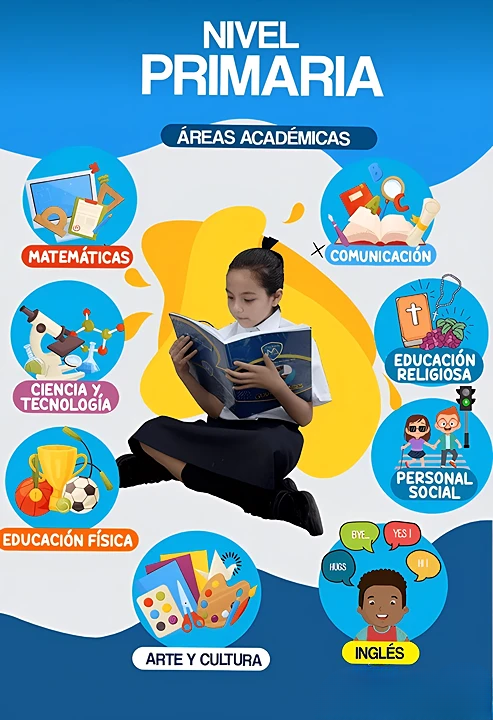 NIVEL
PRIMARIA
ÁREAS ACADÉMICAS
MATEMÁTICAS
A
B
C
COMUNICACIÓN
CIENCIA Y
TECNOLOGÍA
EDUCACIÓN
RELIGIOSA
PERSONAL
SOCIAL
EDUCACIÓN FÍSICA
ARTE Y CULTURA
BYE...
YES !
HUGS
HI !
INGLÉS